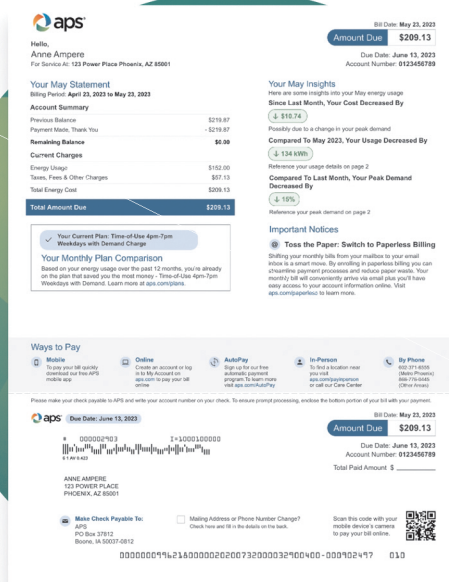 aps
Bill Date: May 23, 2023
Amount Due $209.13
Due Date: June 13, 2023
Account Number: 0123456789
Hello,
Anne Ampere
For Service At: 123 Power Place Phoenix, AZ 85001
Your May Statement
Billing Period: April 23, 2023 to May 23, 2023
Account Summary
Previous Balance $219.87
Payment Made, Thank You - $219.87
Remaining Balance $0.00
Current Charges
Energy Usage $152.00
Taxes, Fees & Other Charges $57.13
Total Energy Cost $209.13
Total Amount Due $209.13
Your Current Plan: Time-of-Use 4pm-7pm
Weekdays with Demand Charge
Your Monthly Plan Comparison
Based on your energy usage over the past 12 months, you're already
on the plan that saved you the most money - Time-of-Use 4pm-7pm
Weekdays with Demand. Learn more at aps.com/plans.
Your May Insights
Here are some insights into your May energy usage
Since Last Month, Your Cost Decreased By
↓ $10.74
Possibly due to a change in your peak demand
Compared To May 2023, Your Usage Decreased By
↓ 134 kWh
Reference your usage details on page 2
Compared To Last Month, Your Peak Demand
Decreased By
↓ 15%
Reference your peak demand on page 2
Important Notices
Toss the Paper: Switch to Paperless Billing
Shifting your monthly bills from your mailbox to your email
inbox is a smart move. By enrolling in paperless billing you can
streamline payment processes and reduce paper waste. Your
monthly bill will conveniently arrive via email plus you'll have
easy access to your account information online. Visit
aps.com/paperless to learn more.
Ways to Pay
Mobile
To pay your bill quickly
download our free APS
mobile app
Online
Create an account or log
in to My Account on
aps.com to pay your bill
online
AutoPay
Sign up for our free
automatic payment
program. To learn more
visit aps.com/AutoPay
In-Person
To find a location near
you visit
aps.com/payinperson
or call our Care Center
By Phone
602-371-
(Metro Phoenix)
(Other Areas)
Please make your check payable to APS and write your account number on your check. To ensure prompt processing, enclose the bottom portion of your bill with your payment.
aps Due Date: June 13, 2023
Bill Date: May 23, 2023
Amount Due $209.13
Due Date: June 13, 2023
Account Number: 0123456789
Total Paid Amount $
# 000002903 I=1000100000
6 1 AV 0.423
ANNE AMPERE
123 POWER PLACE
PHOENIX, AZ 85001
Make Check Payable To:
APS
PO Box 37812
Boone, IA 50037-0812
Mailing Address or Phone Number Change?
Check here and fill in the details on the back.
Scan this code with your
mobile device's camera
to pay your bill online.
010